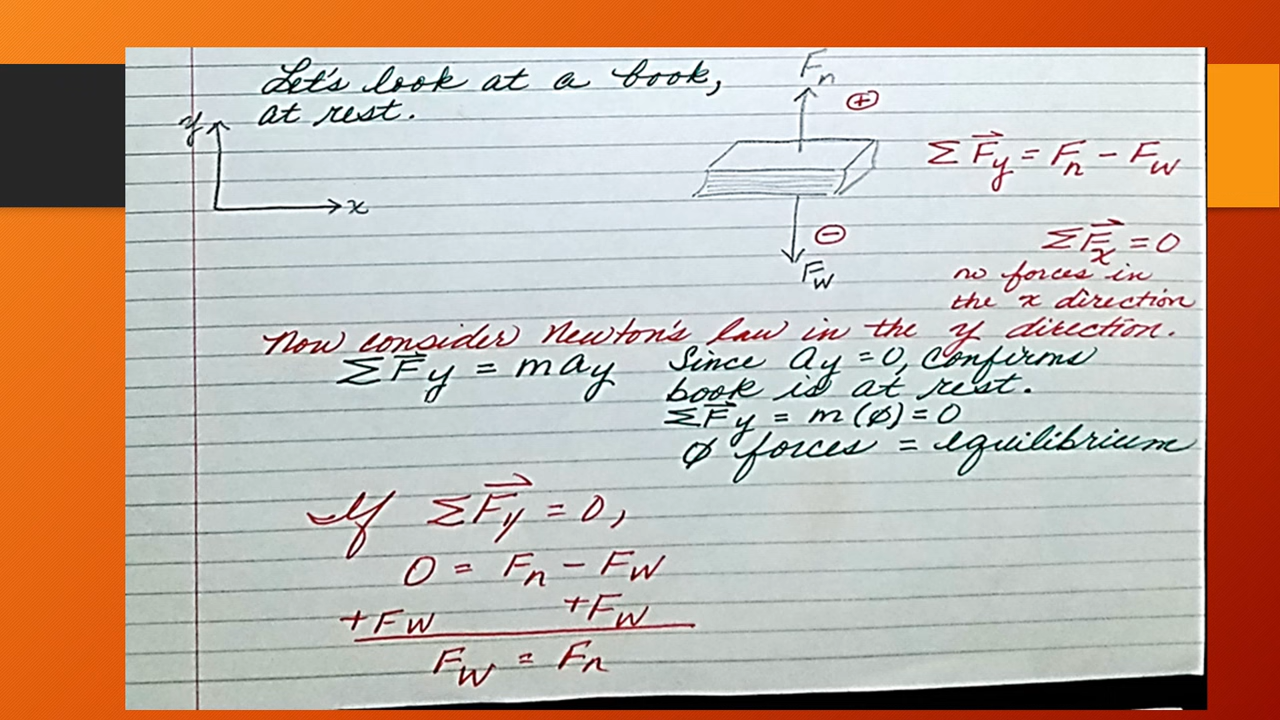 Let's look at a book,
at rest.
y
x
Fn
⊕
⊖
Fw
ΣF⃗y = Fn - Fw
ΣF⃗x = 0
no forces in
the x direction
Now consider Newton's law in the y direction.
ΣF⃗y = may
Since ay = 0, confirms
book is at rest.
ΣF⃗y = m(∅) = 0
∅ forces = equilibrium
If ΣF⃗y = 0,
0 = Fn - Fw
+Fw +Fw
Fw = Fn